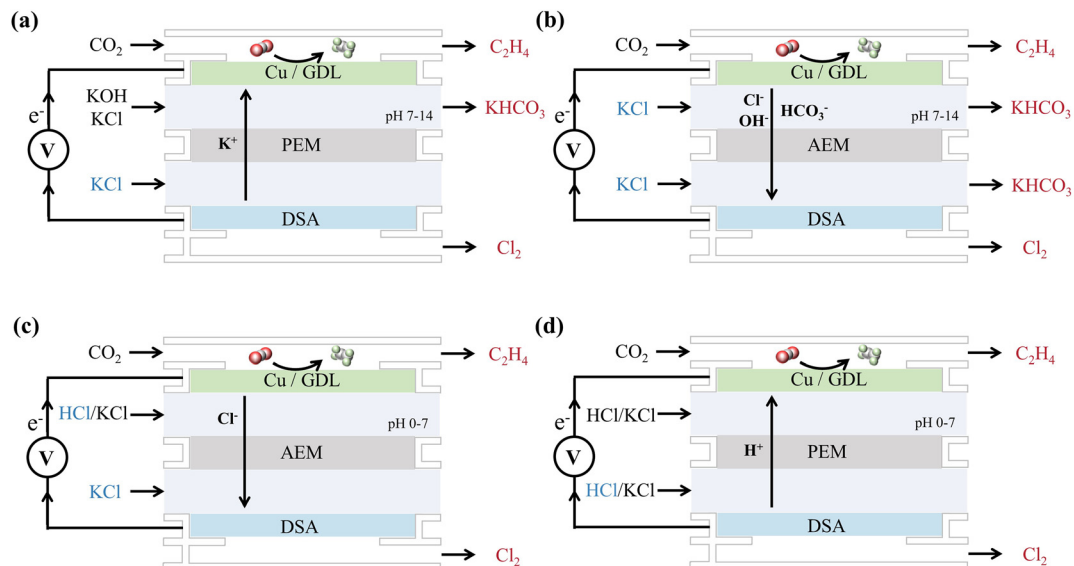 (a)
CO₂
C₂H₄
Cu / GDL
KOH
KCl
KHCO₃
pH 7-14
e⁻
V
K⁺
PEM
KCl
DSA
Cl₂
(b)
CO₂
C₂H₄
Cu / GDL
KCl
Cl⁻
OH⁻
HCO₃⁻
KHCO₃
pH 7-14
e⁻
V
AEM
KCl
KHCO₃
DSA
Cl₂
(c)
CO₂
C₂H₄
Cu / GDL
HCl/KCl
Cl⁻
pH 0-7
e⁻
V
AEM
KCl
DSA
Cl₂
(d)
CO₂
C₂H₄
Cu / GDL
HCl/KCl
pH 0-7
e⁻
V
H⁺
PEM
HCl/KCl
DSA
Cl₂